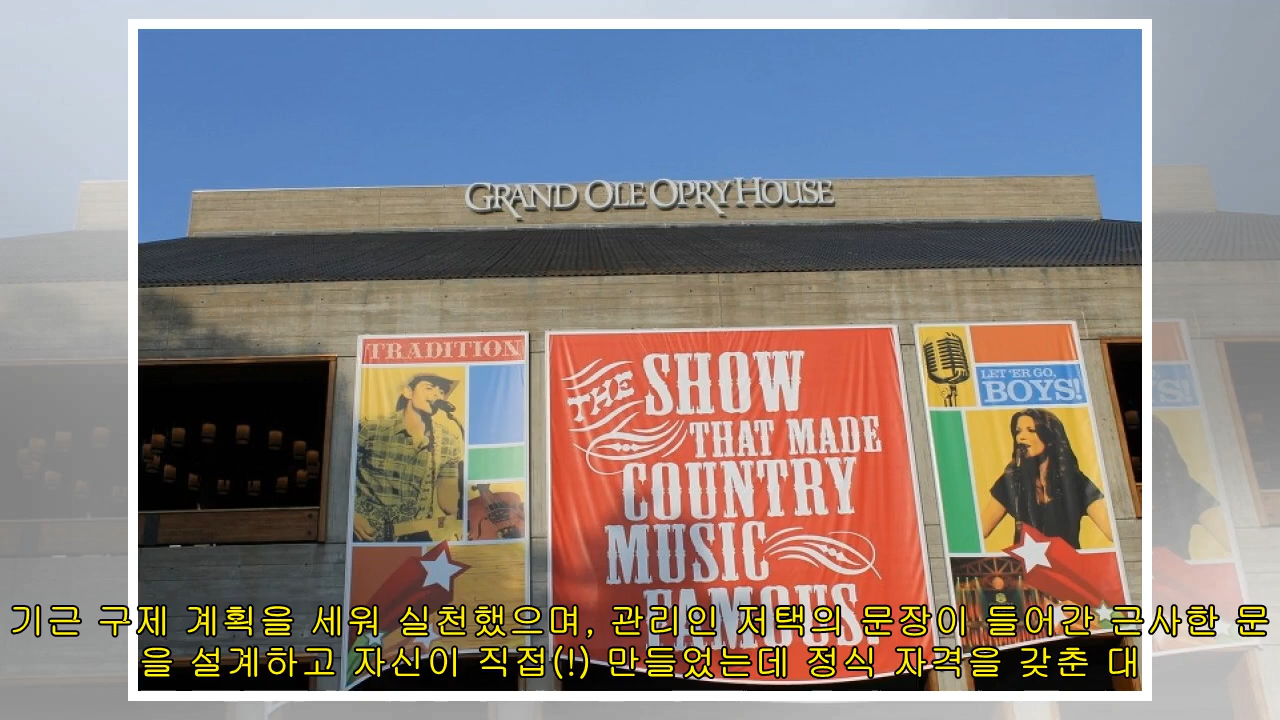 GRAND OLE OPRY HOUSE
TRADITION
THE SHOW
THAT MADE
COUNTRY
MUSIC
FAMOUS.
LET 'ER GO,
BOYS!
기근 구제 계획을 세워 실천했으며, 관리인 저택의 문장이 들어간 근사한 문
을 설계하고 자신이 직접(!) 만들었는데 정식 자격을 갖춘 대